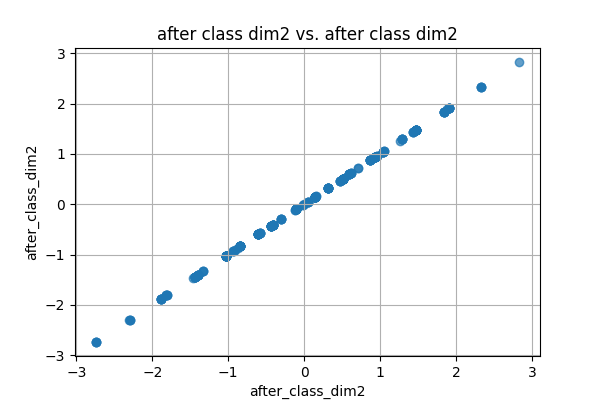 after class dim2 vs. after class dim2
3
2
1
0
−1
−2
−3
after_class_dim2
−3 −2 −1 0 1 2 3
after_class_dim2